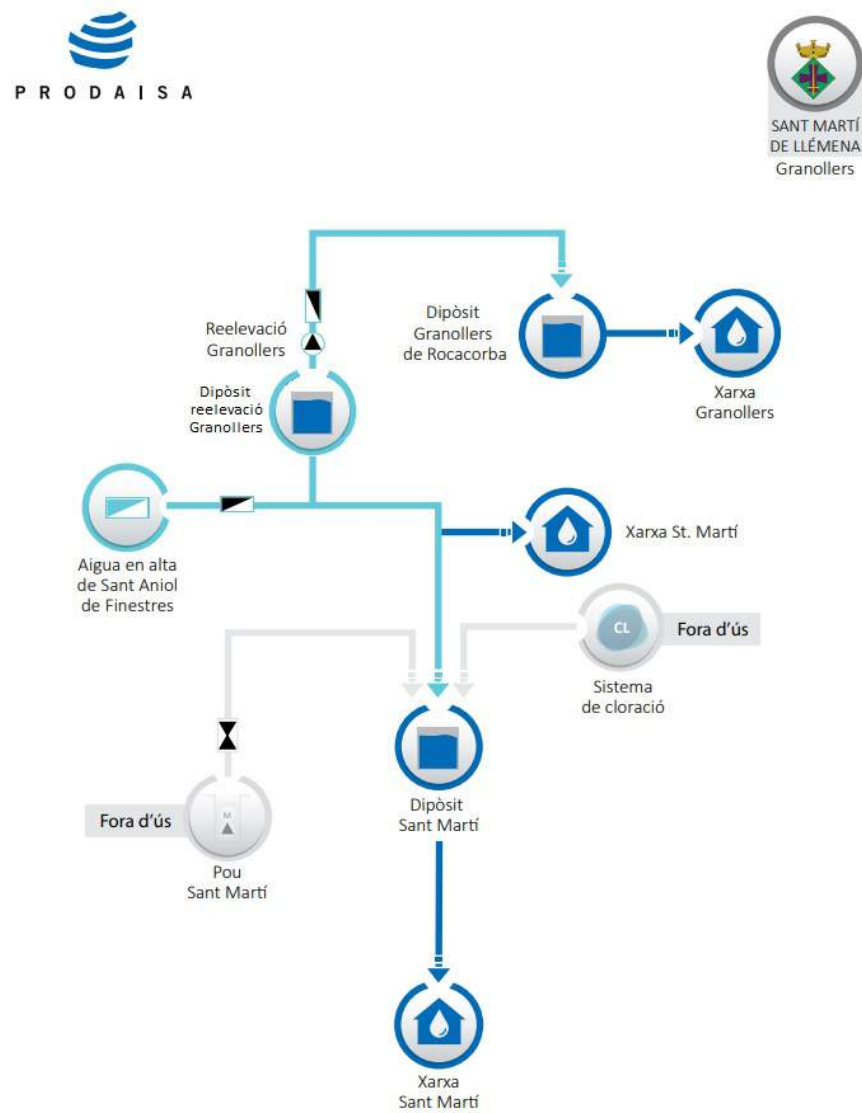 PRODAISA
SANT MARTÍ
DE LLÉMENA
Granollers
Reelevació
Granollers
Dipòsit
Granollers
de Rocacorba
Xarxa
Granollers
Dipòsit
reelevació
Granollers
Aigua en alta
de Sant Aniol
de Finestres
Xarxa St. Martí
CL
Fora d'ús
Sistema
de cloració
Dipòsit
Sant Martí
Fora d'ús
M
Pou
Sant Martí
Xarxa
Sant Martí